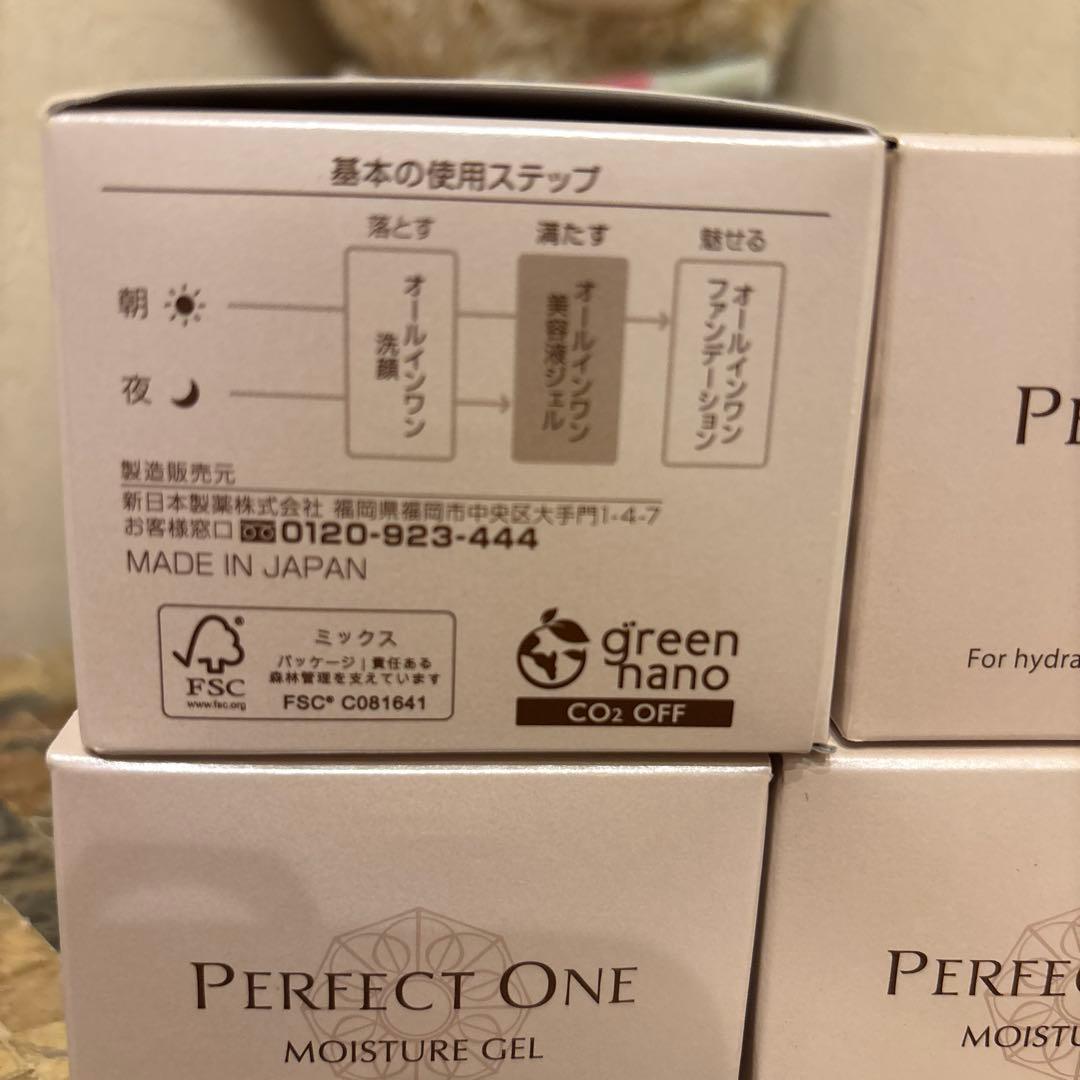 基本の使用ステップ
落とす 満たす 魅せる
朝
夜
オールインワン
洗顔
オールインワン
美容液ジェル
オールインワン
ファンデーション
製造販売元
新日本製薬株式会社 福岡県福岡市中央区大手門1-4-7
お客様窓口 0120-923-444
MADE IN JAPAN
FSC®
www.fsc.org
ミックス
パッケージ|責任ある
森林管理を支えています
FSC® C081641
green
nano
CO2 OFF
PE
For hydra
PERFECT ONE
MOISTURE GEL
PERFEC
MOISTU